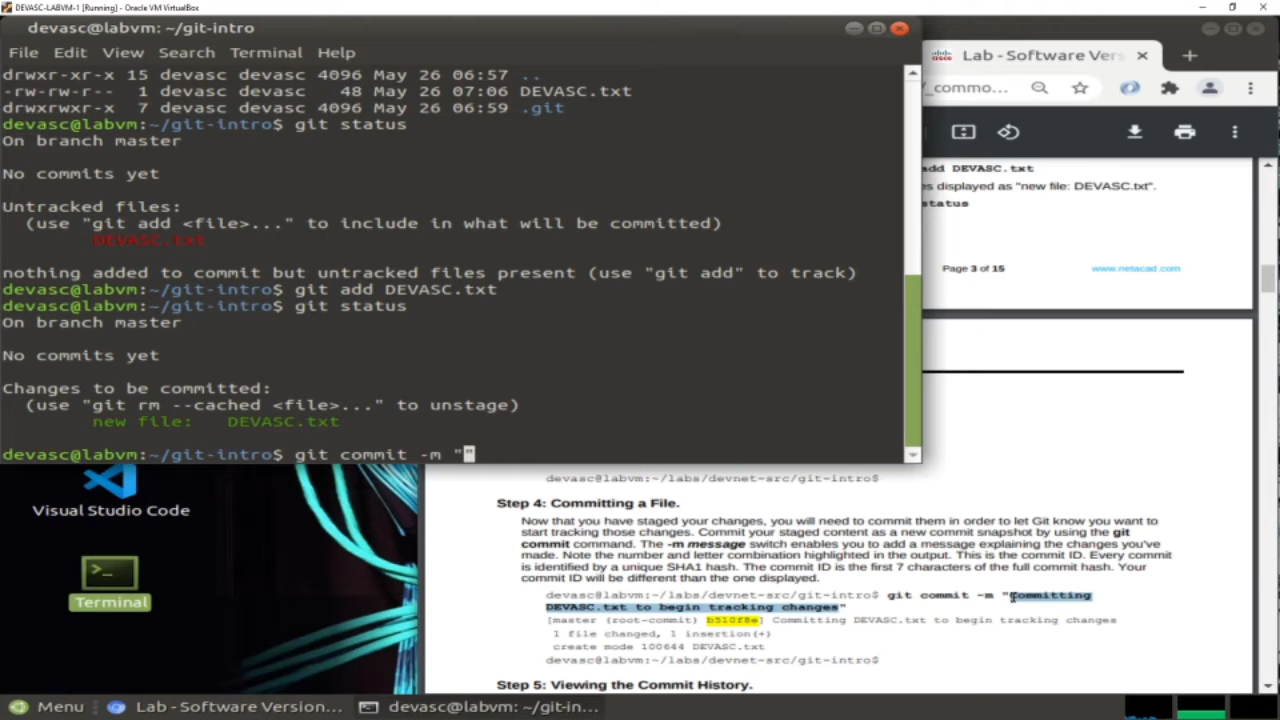 DEVASC-LABVM-1 [Running] - Oracle VM VirtualBox
devasc@labvm: ~/git-intro
File Edit View Search Terminal Help
drwxr-xr-x 15 devasc devasc 4096 May 26 06:57 ..
-rw-rw-r-- 1 devasc devasc 48 May 26 07:06 DEVASC.txt
drwxrwxr-x 7 devasc devasc 4096 May 26 06:59 .git
devasc@labvm:~/git-intro$ git status
On branch master
No commits yet
Untracked files:
(use "git add <file>..." to include in what will be committed)
DEVASC.txt
nothing added to commit but untracked files present (use "git add" to track)
devasc@labvm:~/git-intro$ git add DEVASC.txt
devasc@labvm:~/git-intro$ git status
On branch master
No commits yet
Changes to be committed:
(use "git rm --cached <file>..." to unstage)
new file: DEVASC.txt
devasc@labvm:~/git-intro$ git commit -m ""
Lab - Software Vers
_commo...
add DEVASC.txt
es displayed as "new file: DEVASC.txt".
status
Page 3 of 15 www.netacad.com
devasc@labvm:~/labs/devnet-src/git-intro$
Step 4: Committing a File.
Now that you have staged your changes, you will need to commit them in order to let Git know you want to
start tracking those changes. Commit your staged content as a new commit snapshot by using the git
commit command. The -m message switch enables you to add a message explaining the changes you've
made. Note the number and letter combination highlighted in the output. This is the commit ID. Every commit
is identified by a unique SHA1 hash. The commit ID is the first 7 characters of the full commit hash. Your
commit ID will be different than the one displayed.
devasc@labvm:~/labs/devnet-src/git-intro$ git commit -m "Committing
DEVASC.txt to begin tracking changes"
[master (root-commit) b510f8e] Committing DEVASC.txt to begin tracking changes
1 file changed, 1 insertion(+)
create mode 100644 DEVASC.txt
devasc@labvm:~/labs/devnet-src/git-intro$
Step 5: Viewing the Commit History.
Visual Studio Code
Terminal
Menu Lab - Software Version... devasc@labvm: ~/git-in...